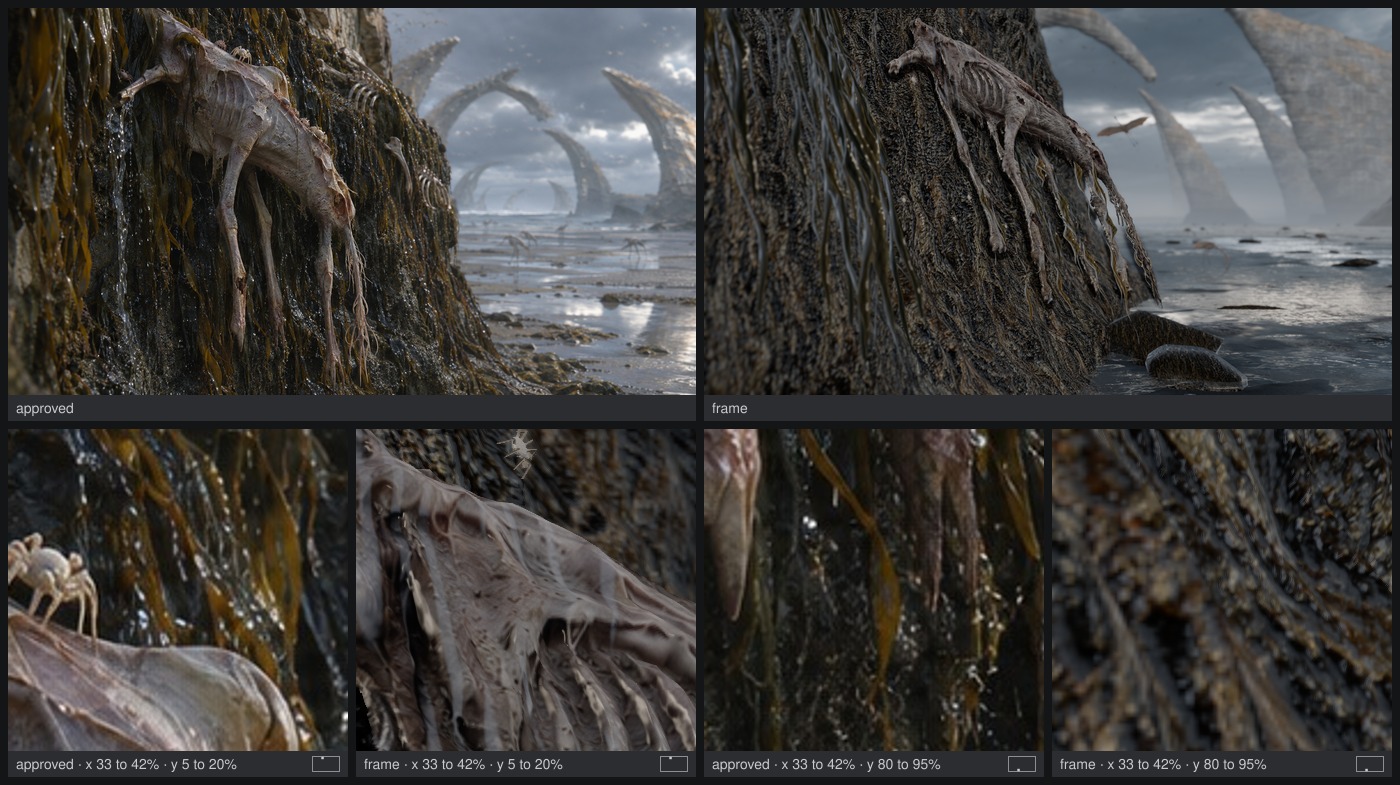 approved
frame
approved · x 33 to 42% · y 5 to 20%
frame · x 33 to 42% · y 5 to 20%
approved · x 33 to 42% · y 80 to 95%
frame · x 33 to 42% · y 80 to 95%